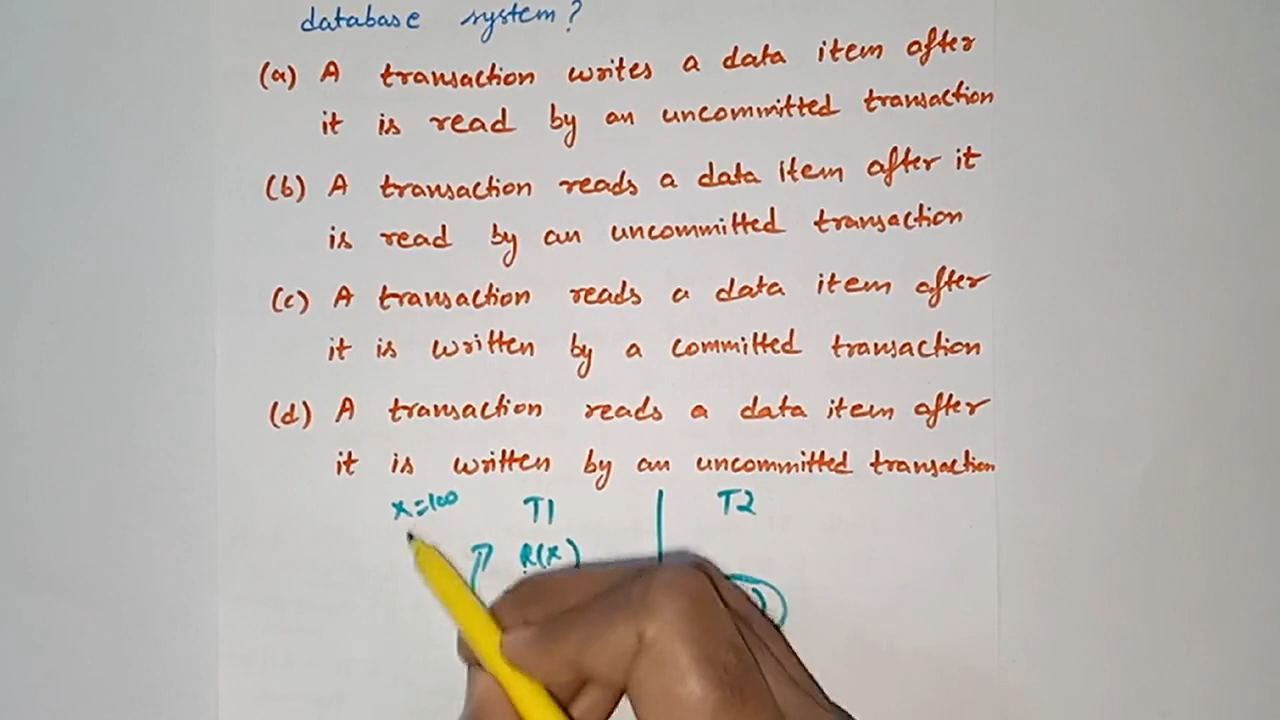 database system?
(a) A transaction writes a data item after
it is read by an uncommitted transaction
(b) A transaction reads a data item after it
is read by an uncommitted transaction
(c) A transaction reads a data item after
it is written by a committed transaction
(d) A transaction reads a data item after
it is written by an uncommitted transaction
x=100 T1 T2
R(x)